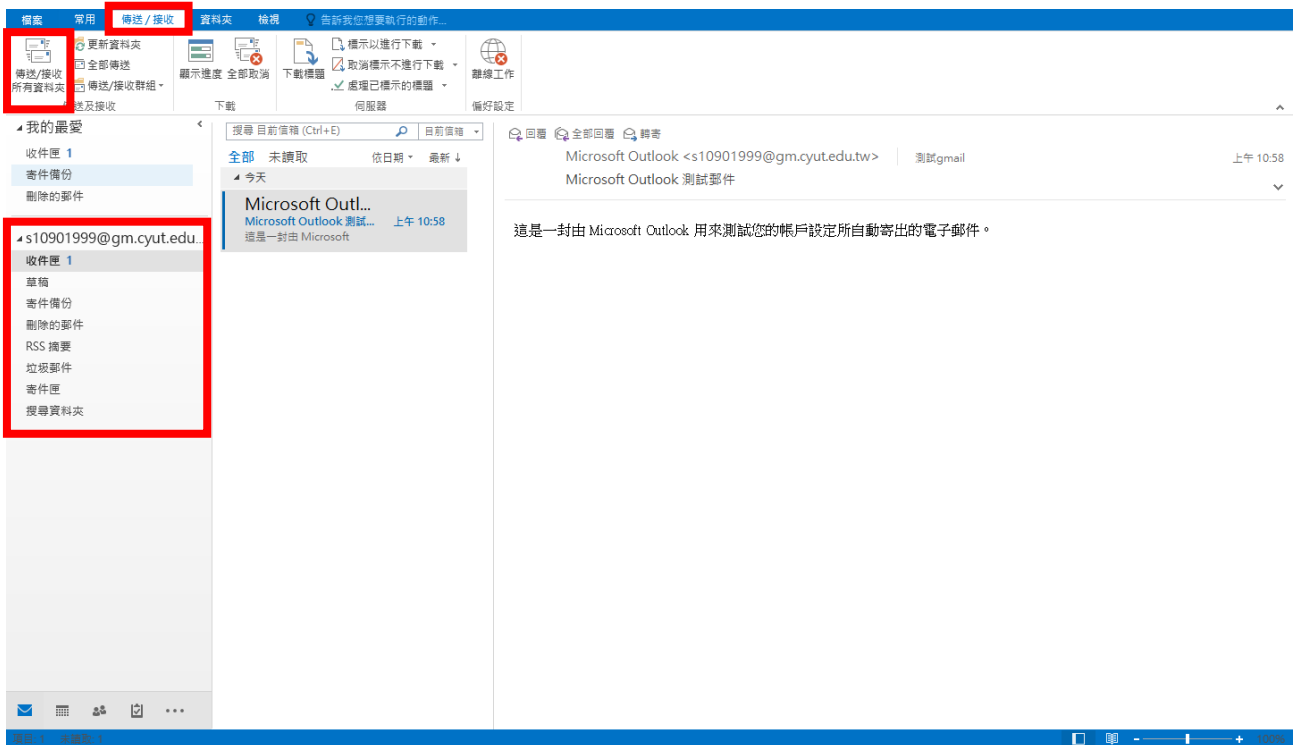 檔案 常用 傳送 / 接收 資料夾 檢視 告訴我您想要執行的動作...
傳送/接收
所有資料夾
更新資料夾
全部傳送
傳送/接收群組
傳送及接收
顯示進度 全部取消
下載
下載標題
標示以進行下載
取消標示不進行下載
處理已標示的標題
伺服器
離線工作
偏好設定
我的最愛
收件匣 1
寄件備份
刪除的郵件
s10901999@gm.cyut.edu...
收件匣 1
草稿
寄件備份
刪除的郵件
RSS 摘要
垃圾郵件
寄件匣
搜尋資料夾
搜尋 目前信箱 (Ctrl+E) 目前信箱
全部 未讀取 依日期 最新 ↓
今天
Microsoft Outl...
Microsoft Outlook 測試... 上午 10:58
這是一封由 Microsoft
回覆 全部回覆 轉寄
Microsoft Outlook <s10901999@gm.cyut.edu.tw> 測試gmail 上午 10:58
Microsoft Outlook 測試郵件
這是一封由 Microsoft Outlook 用來測試您的帳戶設定所自動寄出的電子郵件。
項目: 1 未讀取: 1 100%